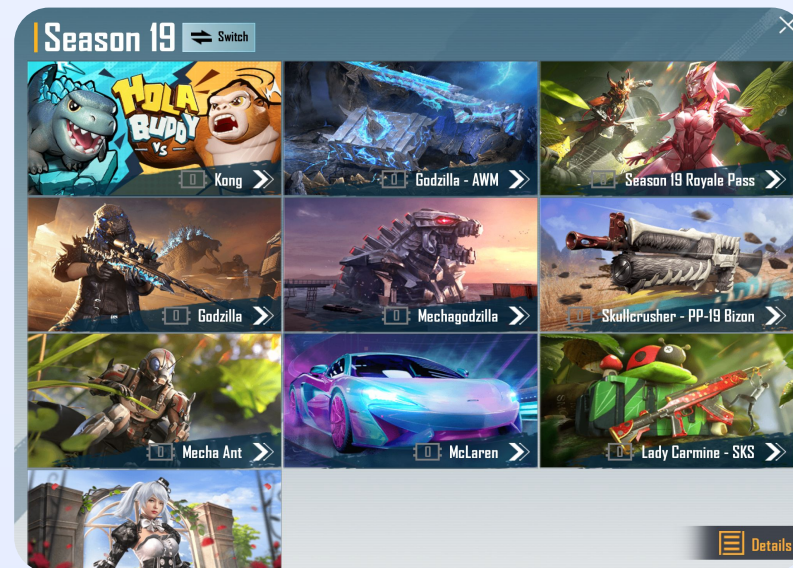 Season 19
Switch
HOLA
BUDDY
VS
0 Kong
0 Godzilla - AWM
Season 19 Royale Pass
0 Godzilla
0 Mechagodzilla
0 Skullcrusher - PP-19 Bizon
0 Mecha Ant
0 McLaren
0 Lady Carmine - SKS
Details